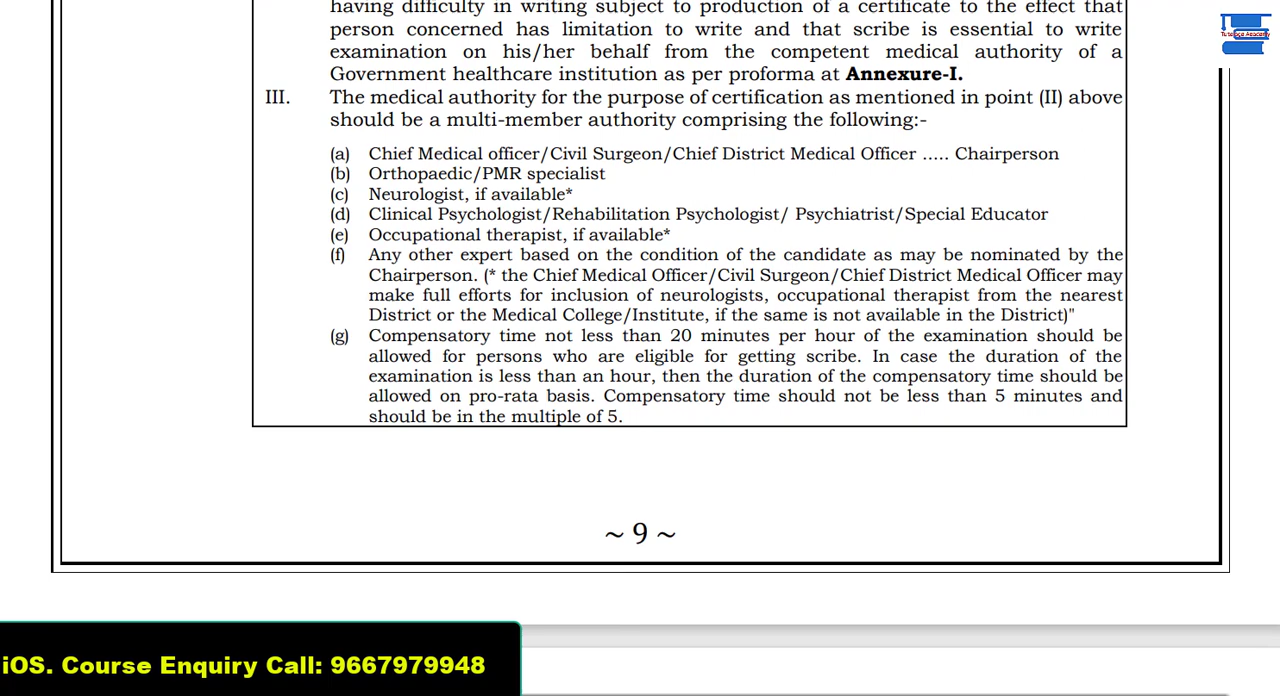 having difficulty in writing subject to production of a certificate to the effect that
person concerned has limitation to write and that scribe is essential to write
examination on his/her behalf from the competent medical authority of a
Government healthcare institution as per proforma at Annexure-I.
III. The medical authority for the purpose of certification as mentioned in point (II) above
should be a multi-member authority comprising the following:-
(a) Chief Medical officer/Civil Surgeon/Chief District Medical Officer ..... Chairperson
(b) Orthopaedic/PMR specialist
(c) Neurologist, if available*
(d) Clinical Psychologist/Rehabilitation Psychologist/ Psychiatrist/Special Educator
(e) Occupational therapist, if available*
(f) Any other expert based on the condition of the candidate as may be nominated by the
Chairperson. (* the Chief Medical Officer/Civil Surgeon/Chief District Medical Officer may
make full efforts for inclusion of neurologists, occupational therapist from the nearest
District or the Medical College/Institute, if the same is not available in the District)"
(g) Compensatory time not less than 20 minutes per hour of the examination should be
allowed for persons who are eligible for getting scribe. In case the duration of the
examination is less than an hour, then the duration of the compensatory time should be
allowed on pro-rata basis. Compensatory time should not be less than 5 minutes and
should be in the multiple of 5.
~ 9 ~
iOS. Course Enquiry Call: 9667979948